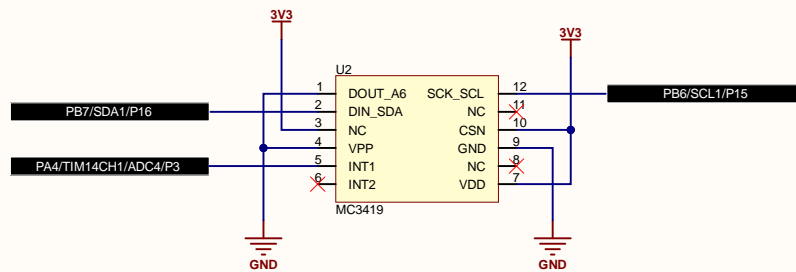 3V3
3V3
U2
1 DOUT_A6 SCK_SCL 12
PB7/SDA1/P16 2 DIN_SDA NC 11 PB6/SCL1/P15
3 NC CSN 10
4 VPP GND 9
PA4/TIM14CH1/ADC4/P3 5 INT1 NC 8
6 INT2 VDD 7
MC3419
GND
GND